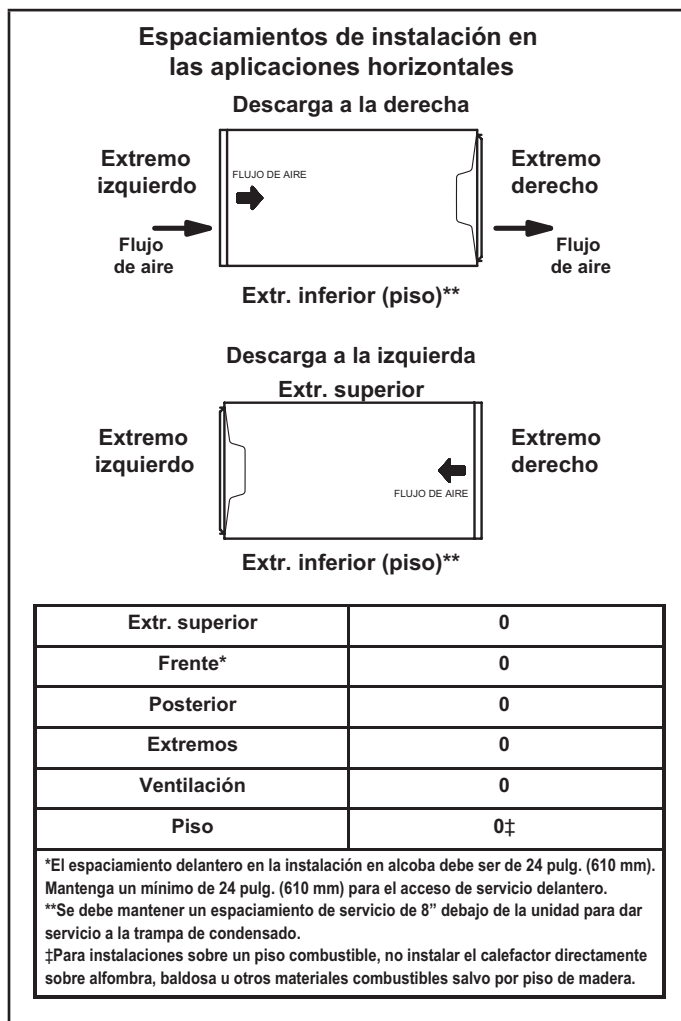 Espaciamientos de instalación en
las aplicaciones horizontales
Descarga a la derecha
Extremo
izquierdo
FLUJO DE AIRE
Extremo
derecho
Flujo
de aire
Flujo
de aire
Extr. inferior (piso)**
Descarga a la izquierda
Extr. superior
Extremo
izquierdo
Extremo
derecho
FLUJO DE AIRE
Extr. inferior (piso)**
Extr. superior 0
Frente* 0
Posterior 0
Extremos 0
Ventilación 0
Piso 0‡
*El espaciamiento delantero en la instalación en alcoba debe ser de 24 pulg. (610 mm).
Mantenga un mínimo de 24 pulg. (610 mm) para el acceso de servicio delantero.
**Se debe mantener un espaciamiento de servicio de 8” debajo de la unidad para dar
servicio a la trampa de condensado.
‡Para instalaciones sobre un piso combustible, no instalar el calefactor directamente
sobre alfombra, baldosa u otros materiales combustibles salvo por piso de madera.